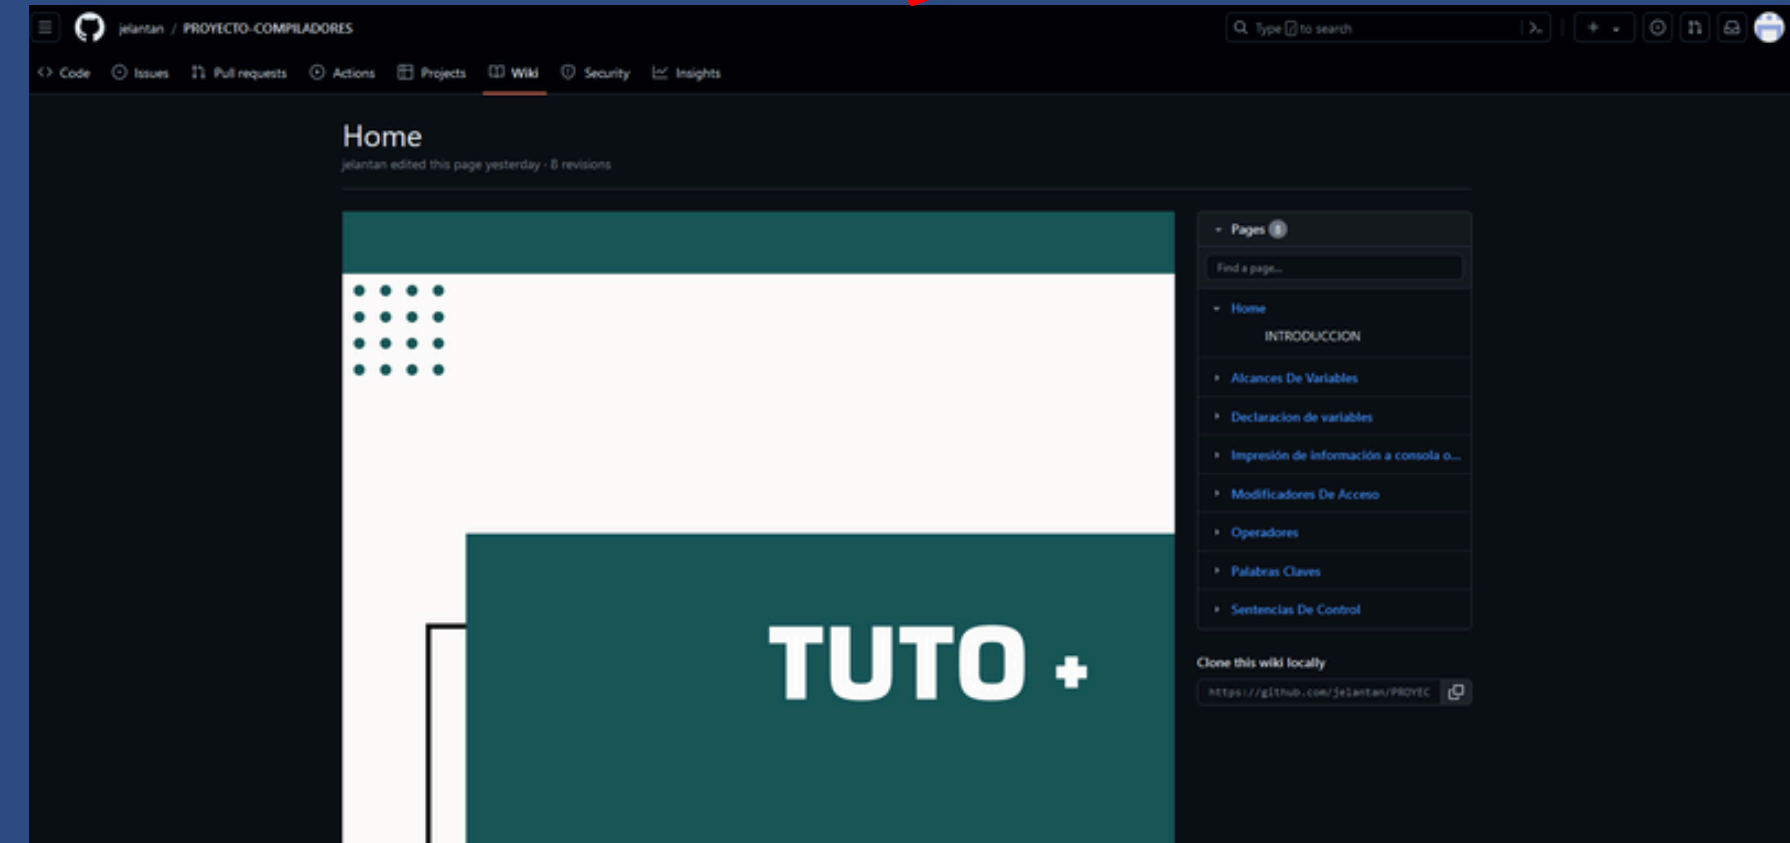 jelantan / PROYECTO-COMPILADORES
Type / to search
Code Issues Pull requests Actions Projects Wiki Security Insights
Home
jelantan edited this page yesterday · 8 revisions
Pages 8
Find a page...
Home
INTRODUCCION
Alcances De Variables
Declaracion de variables
Impresión de información a consola o...
Modificadores De Acceso
Operadores
Palabras Claves
Sentencias De Control
TUTO +
Clone this wiki locally
https://github.com/jelantan/PROYEC